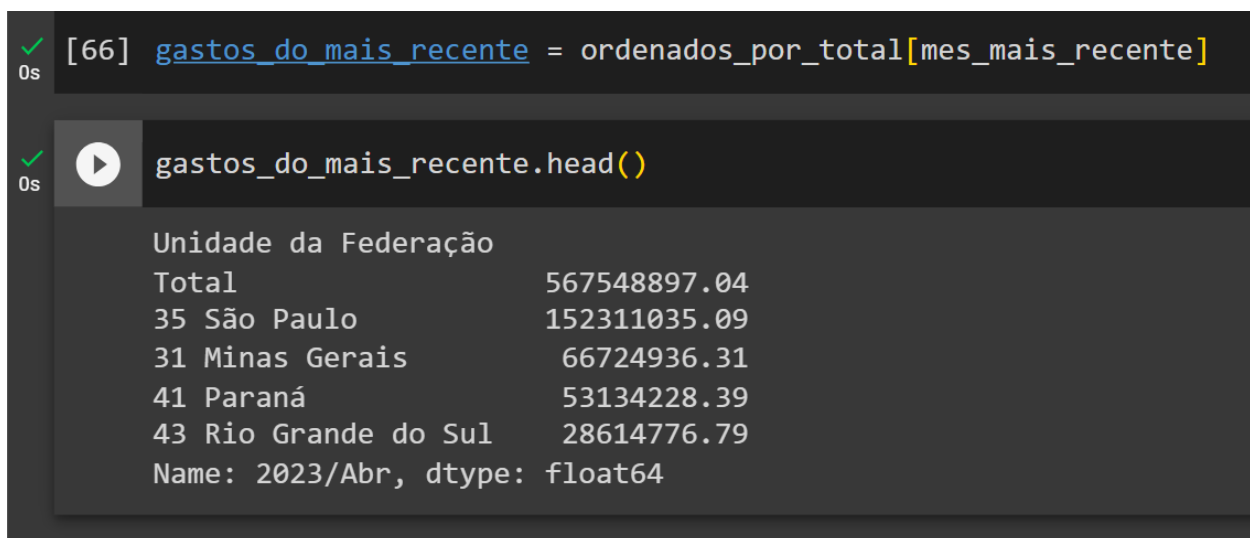 [66] gastos_do_mais_recente = ordenados_por_total[mes_mais_recente]
0s
gastos_do_mais_recente.head()
0s
Unidade da Federação
Total 567548897.04
35 São Paulo 152311035.09
31 Minas Gerais 66724936.31
41 Paraná 53134228.39
43 Rio Grande do Sul 28614776.79
Name: 2023/Abr, dtype: float64